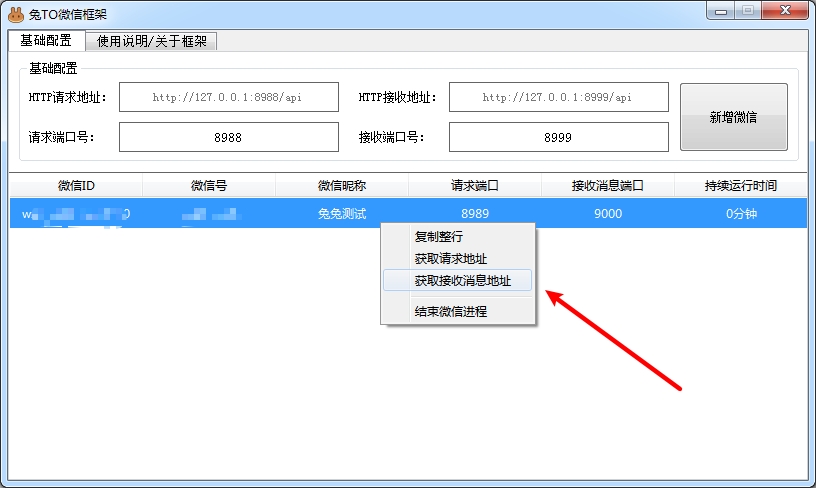 兔TO微信框架
基础配置 使用说明/关于框架
基础配置
HTTP请求地址: http://127.0.0.1:8988/api HTTP接收地址: http://127.0.0.1:8999/api
新增微信
请求端口号: 8988 接收端口号: 8999
微信ID 微信号 微信昵称 请求端口 接收消息端口 持续运行时间
兔兔测试 8989 9000 0分钟
复制整行
获取请求地址
获取接收消息地址
结束微信进程